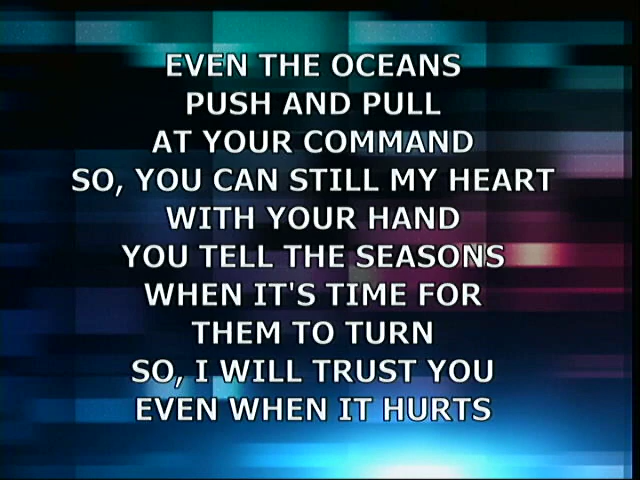 EVEN THE OCEANS
PUSH AND PULL
AT YOUR COMMAND
SO, YOU CAN STILL MY HEART
WITH YOUR HAND
YOU TELL THE SEASONS
WHEN IT'S TIME FOR
THEM TO TURN
SO, I WILL TRUST YOU
EVEN WHEN IT HURTS